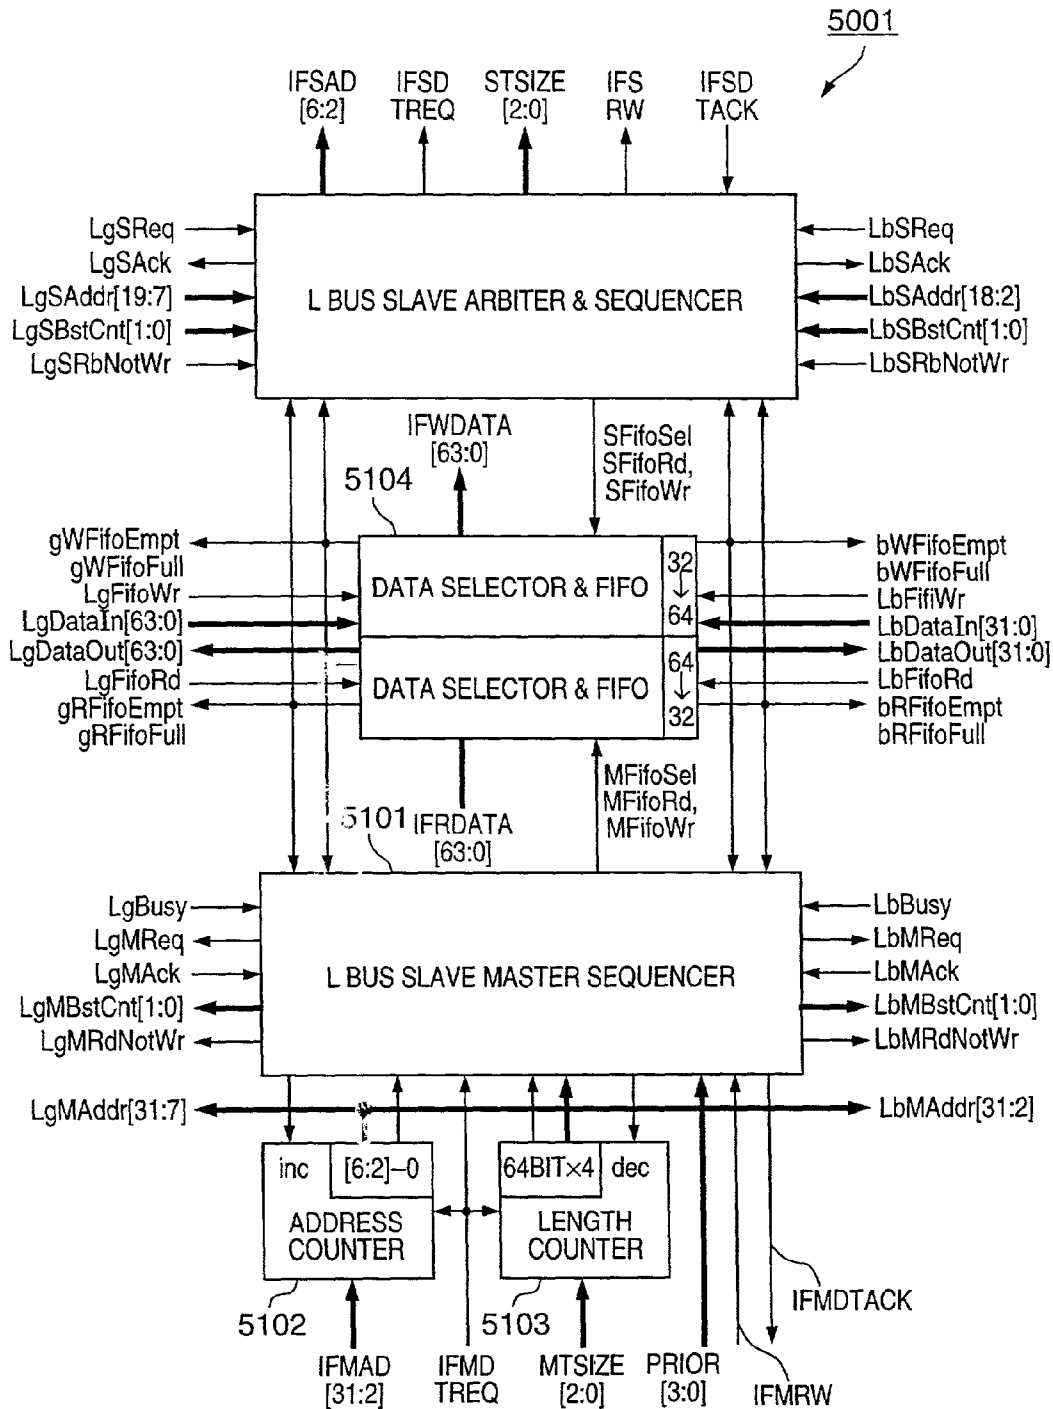 5001
IFSAD
[6:2]
IFSD
TREQ
STSIZE
[2:0]
IFS
RW
IFSD
TACK
LgSReq
LgSAck
LgSAddr[19:7]
LgSBstCnt[1:0]
LgSRbNotWr
L BUS SLAVE ARBITER & SEQUENCER
LbSReq
LbSAck
LbSAddr[18:2]
LbSBstCnt[1:0]
LbSRbNotWr
IFWDATA
[63:0]
SFifoSel
SFifoRd,
SFifoWr
5104
gWFifoEmpt
gWFifoFull
LgFifoWr
LgDataIn[63:0]
LgDataOut[63:0]
LgFifoRd
gRFifoEmpt
gRFifoFull
DATA SELECTOR & FIFO
32
64
DATA SELECTOR & FIFO
64
32
bWFifoEmpt
bWFifoFull
LbFifiWr
LbDataIn[31:0]
LbDataOut[31:0]
LbFifoRd
bRFifoEmpt
bRFifoFull
5101
IFRDATA
[63:0]
MFifoSel
MFifoRd,
MFifoWr
LgBusy
LgMReq
LgMAck
LgMBstCnt[1:0]
LgMRdNotWr
L BUS SLAVE MASTER SEQUENCER
LbBusy
LbMReq
LbMAck
LbMBstCnt[1:0]
LbMRdNotWr
LgMAddr[31:7]
LbMAddr[31:2]
inc
[6:2]–0
ADDRESS
COUNTER
64BIT×4
dec
LENGTH
COUNTER
5102
5103
IFMAD
[31:2]
IFMD
TREQ
MTSIZE
[2:0]
PRIOR
[3:0]
IFMRW
IFMDTACK